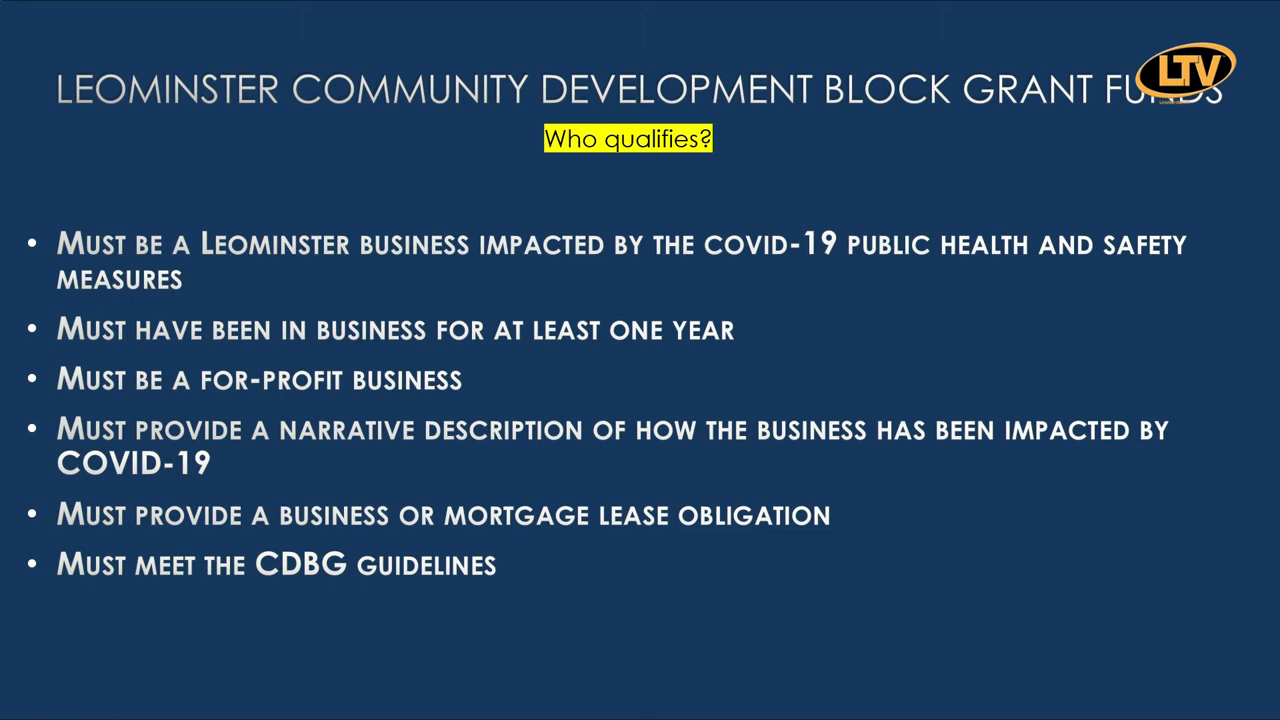 LEOMINSTER COMMUNITY DEVELOPMENT BLOCK GRANT FUNDS
LTV
Who qualifies?
• MUST BE A LEOMINSTER BUSINESS IMPACTED BY THE COVID-19 PUBLIC HEALTH AND SAFETY
MEASURES
• MUST HAVE BEEN IN BUSINESS FOR AT LEAST ONE YEAR
• MUST BE A FOR-PROFIT BUSINESS
• MUST PROVIDE A NARRATIVE DESCRIPTION OF HOW THE BUSINESS HAS BEEN IMPACTED BY
COVID-19
• MUST PROVIDE A BUSINESS OR MORTGAGE LEASE OBLIGATION
• MUST MEET THE CDBG GUIDELINES